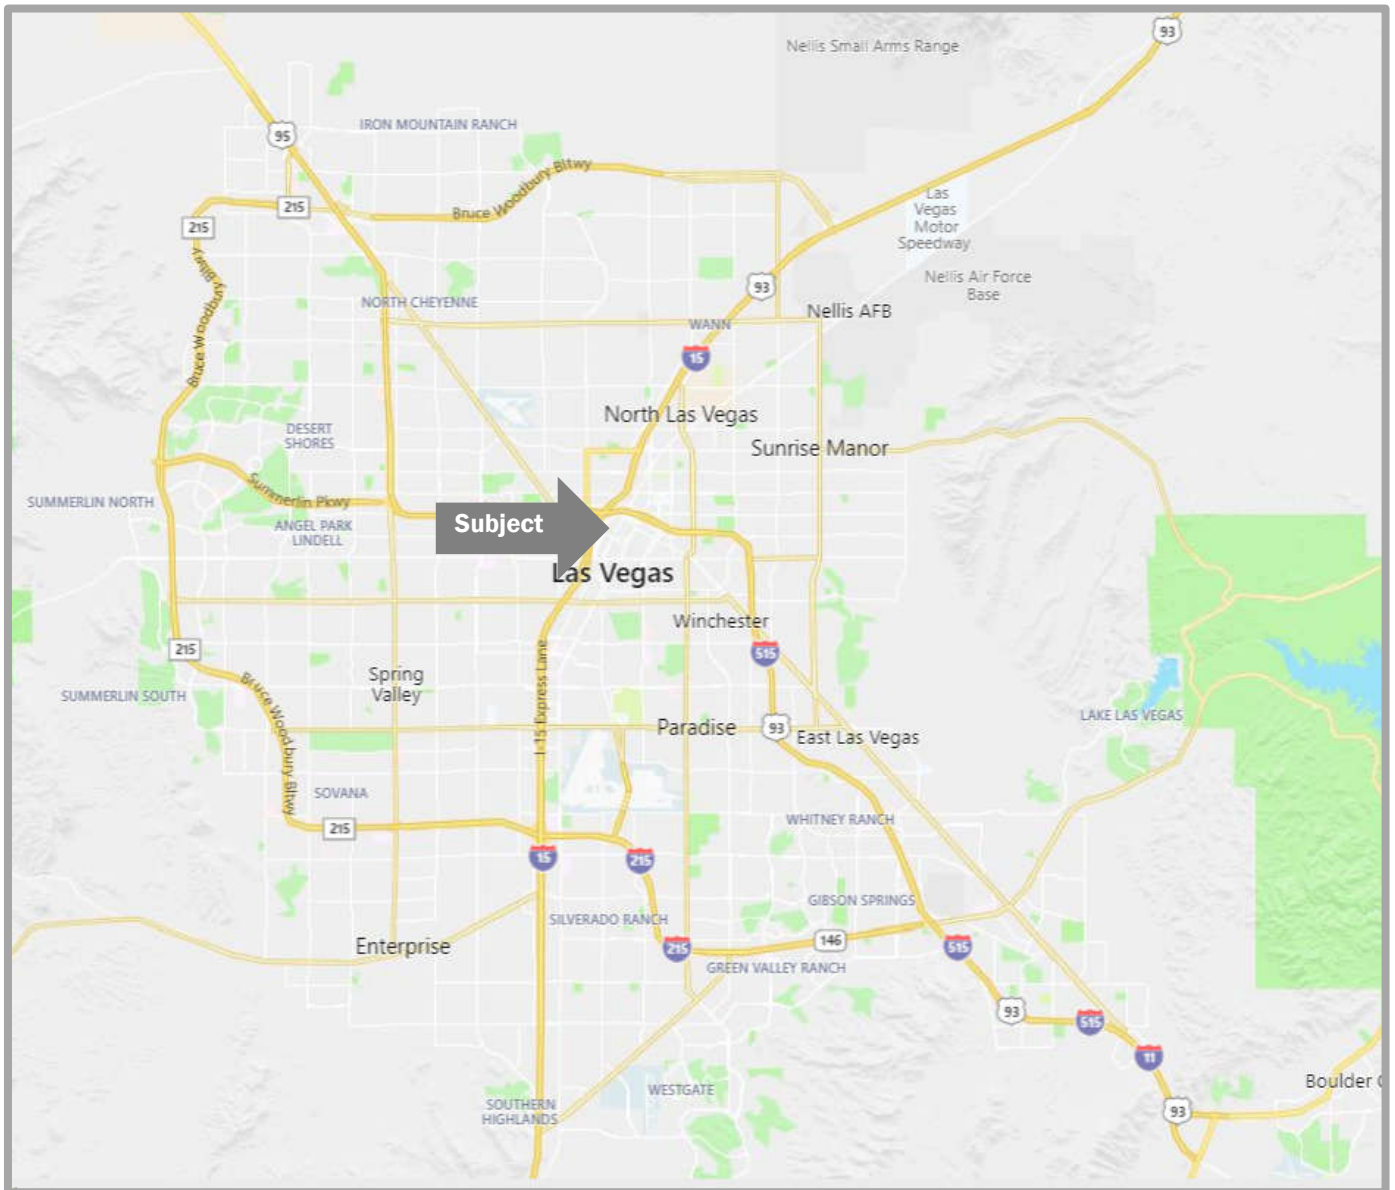 93
Nellis Small Arms Range
IRON MOUNTAIN RANCH
95
Bruce Woodbury Bltwy
Las
Vegas
Motor
Speedway
215
215
Bruce Woodbury Bltwy
Nellis Air Force
Base
93
NORTH CHEYENNE
Nellis AFB
WANN
15
North Las Vegas
DESERT
SHORES
Sunrise Manor
SUMMERLIN NORTH
Summerlin Pkwy
ANGEL PARK
LINDELL
Subject
Las Vegas
Winchester
215
515
Spring
Valley
SUMMERLIN SOUTH
Bruce Woodbury Bltwy
I-15 Express Lane
LAKE LAS VEGAS
Paradise
93
East Las Vegas
SOVANA
WHITNEY RANCH
215
15
215
GIBSON SPRINGS
SILVERADO RANCH
Enterprise
215
146
515
GREEN VALLEY RANCH
93
515
11
WESTGATE
Boulder
SOUTHERN
HIGHLANDS
93